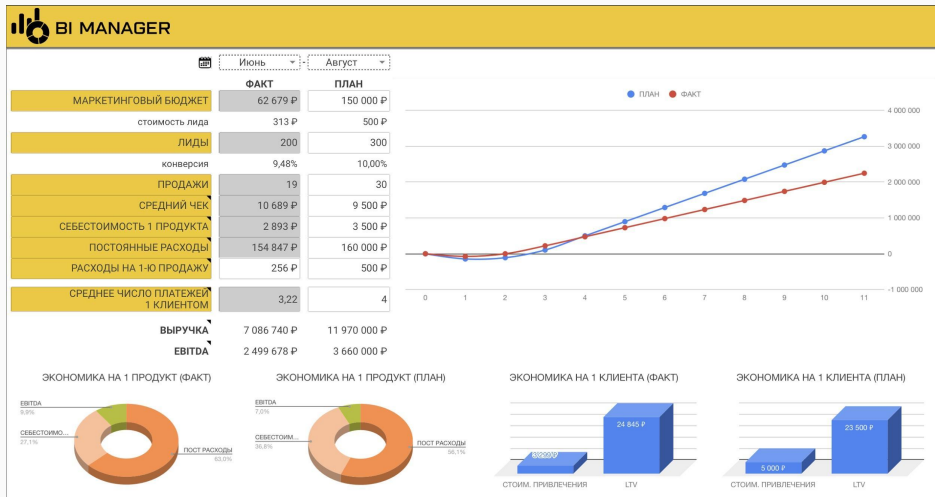 BI MANAGER
Июнь - Август
ФАКТ ПЛАН
МАРКЕТИНГОВЫЙ БЮДЖЕТ 62 679 ₽ 150 000 ₽
стоимость лида 313 ₽ 500 ₽
ЛИДЫ 200 300
конверсия 9,48% 10,00%
ПРОДАЖИ 19 30
СРЕДНИЙ ЧЕК 10 689 ₽ 9 500 ₽
СЕБЕСТОИМОСТЬ 1 ПРОДУКТА 2 893 ₽ 3 500 ₽
ПОСТОЯННЫЕ РАСХОДЫ 154 847 ₽ 160 000 ₽
РАСХОДЫ НА 1-Ю ПРОДАЖУ 256 ₽ 500 ₽
СРЕДНЕЕ ЧИСЛО ПЛАТЕЖЕЙ
1 КЛИЕНТОМ 3,22 4
ВЫРУЧКА 7 086 740 ₽ 11 970 000 ₽
EBITDA 2 499 678 ₽ 3 660 000 ₽
ПЛАН ФАКТ
4 000 000
3 000 000
2 000 000
1 000 000
0
-1 000 000
0 1 2 3 4 5 6 7 8 9 10 11
ЭКОНОМИКА НА 1 ПРОДУКТ (ФАКТ)
EBITDA
9,9%
СЕБЕСТОИМО...
27,1%
ПОСТ РАСХОДЫ
63,0%
ЭКОНОМИКА НА 1 ПРОДУКТ (ПЛАН)
EBITDA
7,0%
СЕБЕСТОИМ...
36,8%
ПОСТ РАСХОДЫ
56,1%
ЭКОНОМИКА НА 1 КЛИЕНТА (ФАКТ)
24 845 ₽
СТОИМ. ПРИВЛЕЧЕНИЯ LTV
ЭКОНОМИКА НА 1 КЛИЕНТА (ПЛАН)
23 500 ₽
5 000 ₽
СТОИМ. ПРИВЛЕЧЕНИЯ LTV